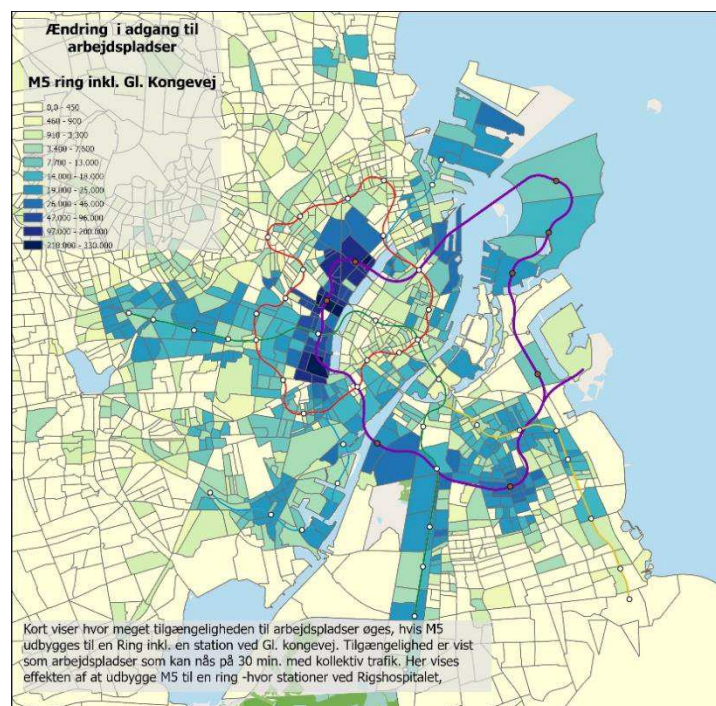 Ændring i adgang til
arbejdspladser
M5 ring inkl. Gl. Kongevej
0,0 - 450
460 - 900
910 - 3,300
3.400 - 7,600
7,700 - 13.000
14.000 - 18.000
19.000 - 25.000
26.000 - 46.000
47.000 - 96.000
97.000 - 200.000
210.000 - 330.000
Kort viser hvor meget tilgængeligheden til arbejdspladser øges, hvis M5
udbygges til en Ring inkl. en station ved Gl. kongevej. Tilgængelighed er vist
som arbejdspladser som kan nås på 30 min. med kollektiv trafik. Her vises
effekten af at udbygge M5 til en ring -hvor stationer ved Rigshospitalet,